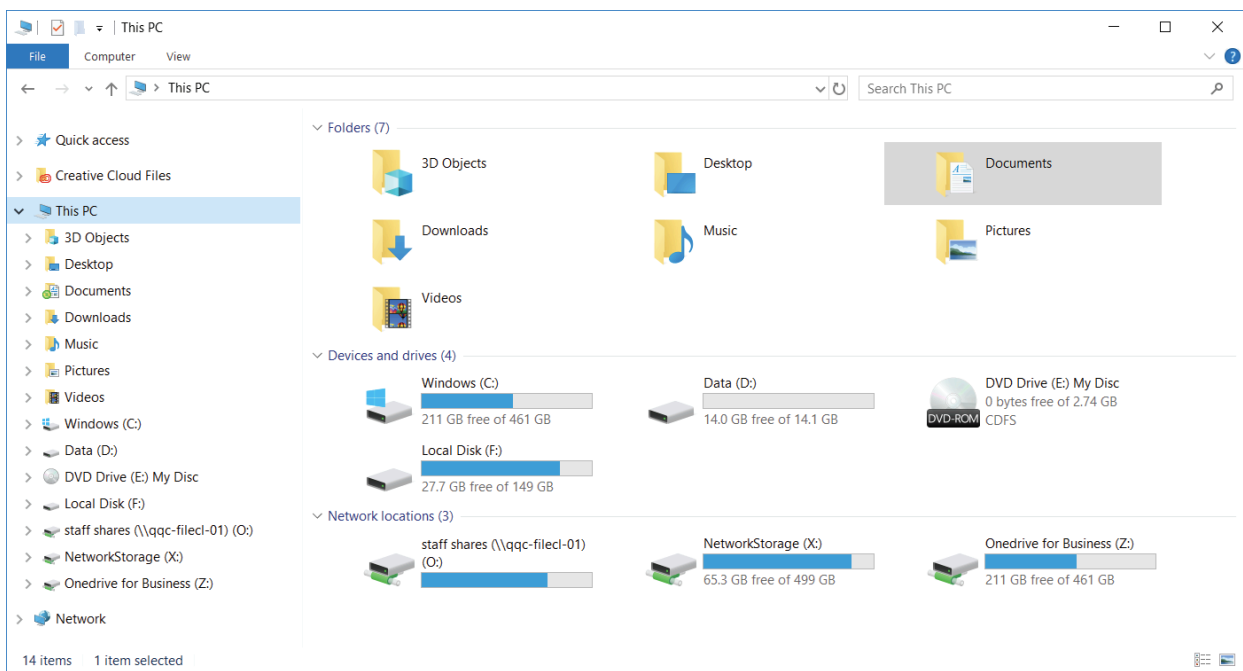 This PC
File Computer View
This PC Search This PC
Quick access
Creative Cloud Files
This PC
3D Objects
Desktop
Documents
Downloads
Music
Pictures
Videos
Windows (C:)
Data (D:)
DVD Drive (E:) My Disc
Local Disk (F:)
staff shares (\\qqc-filecl-01) (O:)
NetworkStorage (X:)
Onedrive for Business (Z:)
Network
Folders (7)
3D Objects Desktop Documents
Downloads Music Pictures
Videos
Devices and drives (4)
Windows (C:)
211 GB free of 461 GB
Data (D:)
14.0 GB free of 14.1 GB
DVD-ROM
DVD Drive (E:) My Disc
0 bytes free of 2.74 GB
CDFS
Local Disk (F:)
27.7 GB free of 149 GB
Network locations (3)
staff shares (\\qqc-filecl-01)
(O:)
NetworkStorage (X:)
65.3 GB free of 499 GB
Onedrive for Business (Z:)
211 GB free of 461 GB
14 items 1 item selected